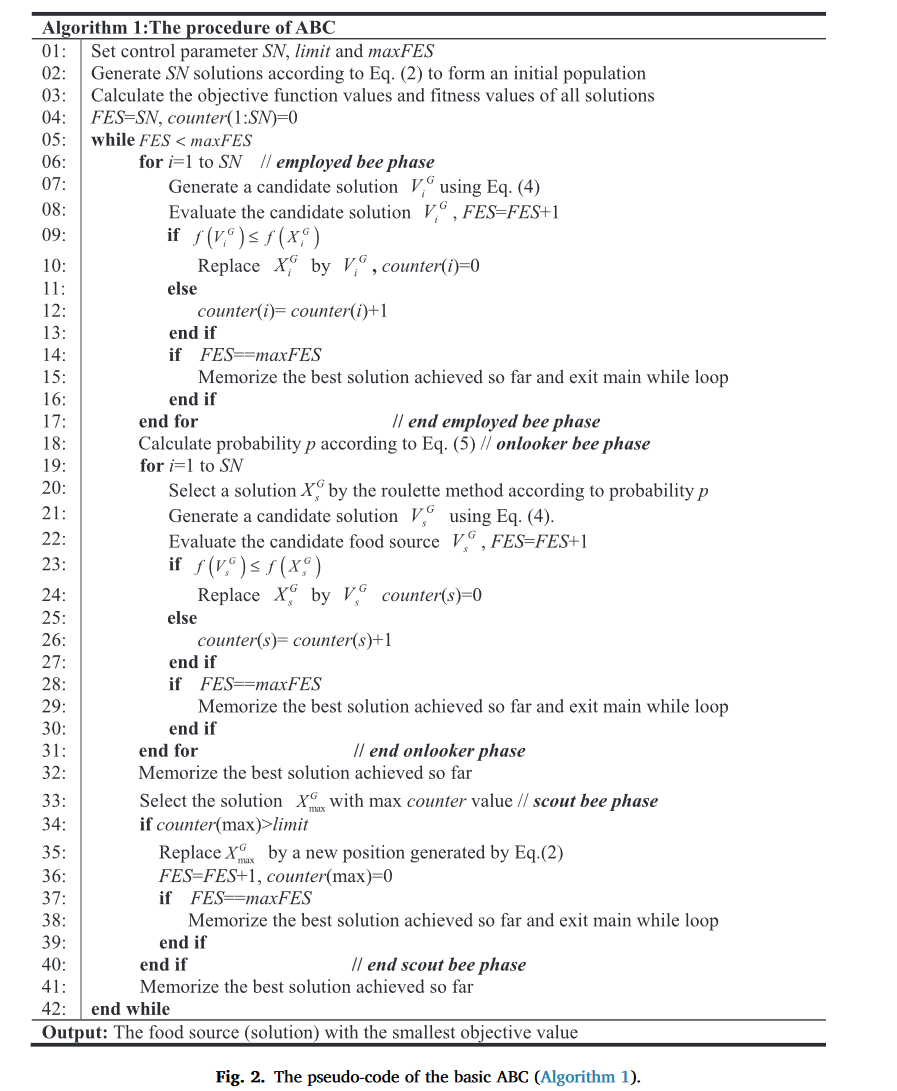 Algorithm 1:The procedure of ABC
01: Set control parameter SN, limit and maxFES
02: Generate SN solutions according to Eq. (2) to form an initial population
03: Calculate the objective function values and fitness values of all solutions
04: FES=SN, counter(1:SN)=0
05: while FES < maxFES
06: for i=1 to SN // employed bee phase
07: Generate a candidate solution V_i^G using Eq. (4)
08: Evaluate the candidate solution V_i^G , FES=FES+1
09: if f(V_i^G) ≤ f(X_i^G)
10: Replace X_i^G by V_i^G , counter(i)=0
11: else
12: counter(i)= counter(i)+1
13: end if
14: if FES==maxFES
15: Memorize the best solution achieved so far and exit main while loop
16: end if
17: end for // end employed bee phase
18: Calculate probability p according to Eq. (5) // onlooker bee phase
19: for i=1 to SN
20: Select a solution X_s^G by the roulette method according to probability p
21: Generate a candidate solution V_s^G using Eq. (4).
22: Evaluate the candidate food source V_s^G , FES=FES+1
23: if f(V_s^G) ≤ f(X_s^G)
24: Replace X_s^G by V_s^G counter(s)=0
25: else
26: counter(s)= counter(s)+1
27: end if
28: if FES==maxFES
29: Memorize the best solution achieved so far and exit main while loop
30: end if
31: end for // end onlooker phase
32: Memorize the best solution achieved so far
33: Select the solution X_max^G with max counter value // scout bee phase
34: if counter(max)>limit
35: Replace X_max^G by a new position generated by Eq.(2)
36: FES=FES+1, counter(max)=0
37: if FES==maxFES
38: Memorize the best solution achieved so far and exit main while loop
39: end if
40: end if // end scout bee phase
41: Memorize the best solution achieved so far
42: end while
Output: The food source (solution) with the smallest objective value
Fig. 2. The pseudo-code of the basic ABC (Algorithm 1).